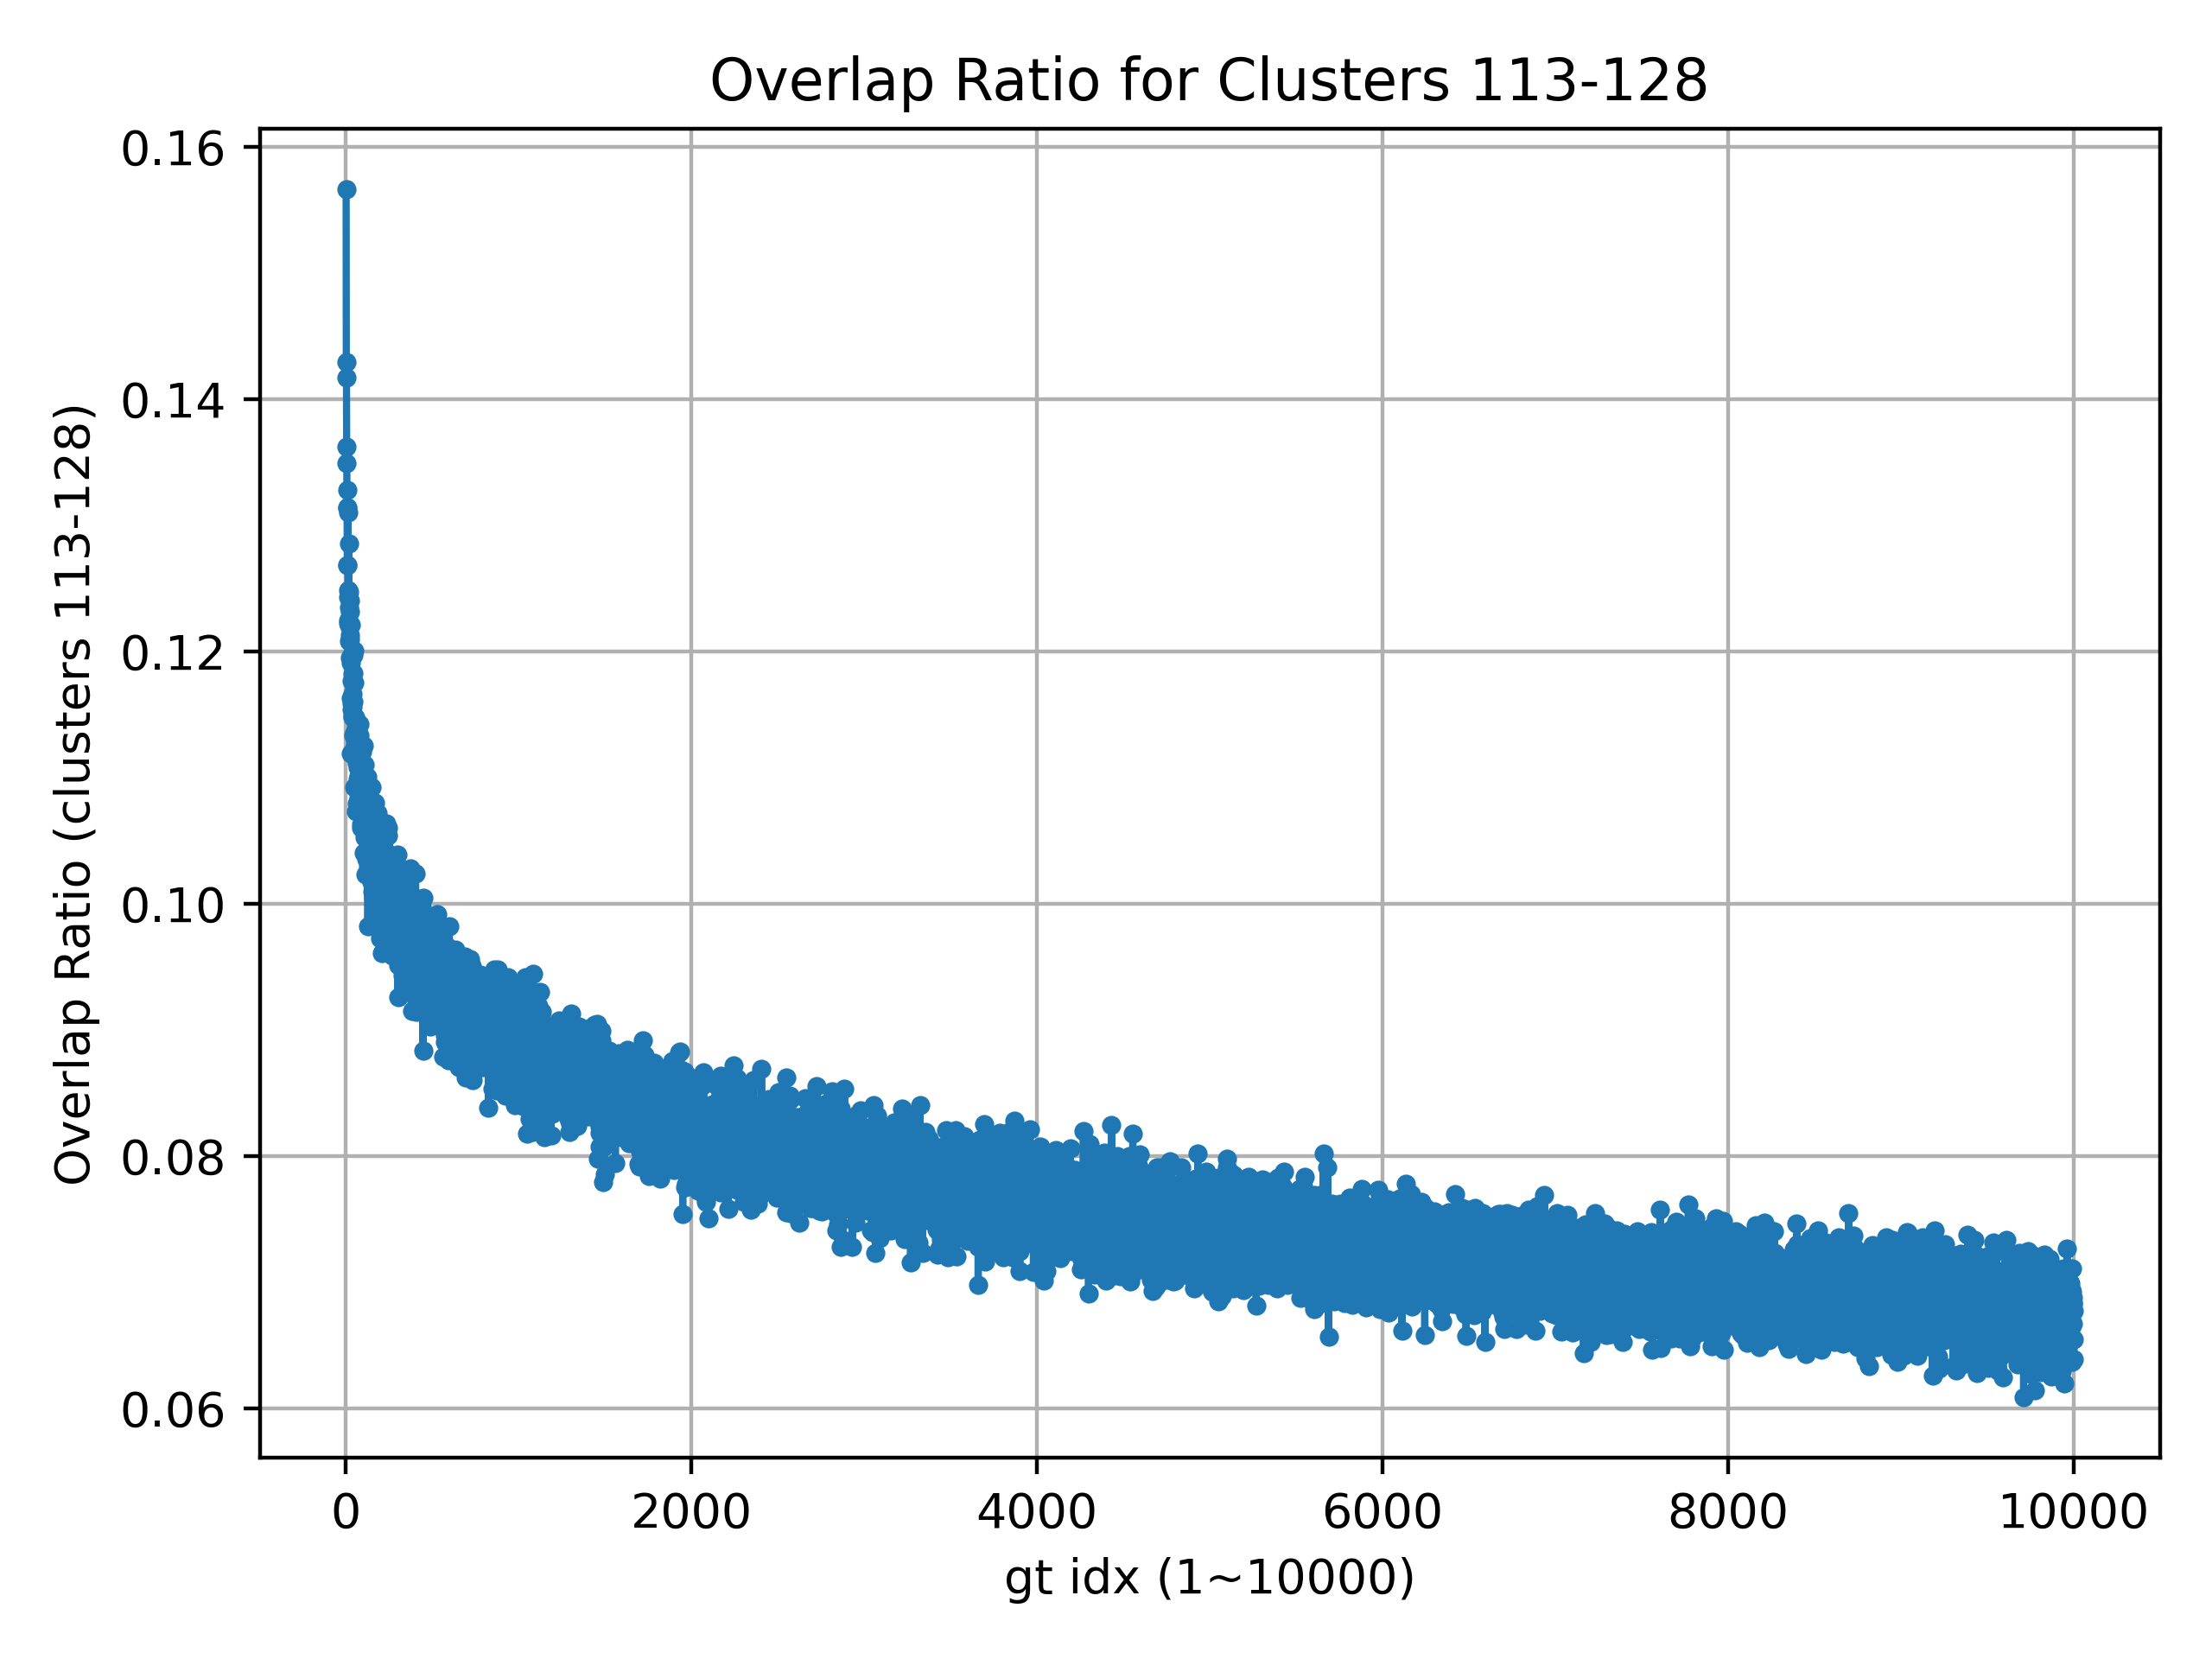 Overlap Ratio for Clusters 113-128
Overlap Ratio (clusters 113-128)
0.16
0.14
0.12
0.10
0.08
0.06
0 2000 4000 6000 8000 10000
gt idx (1~10000)